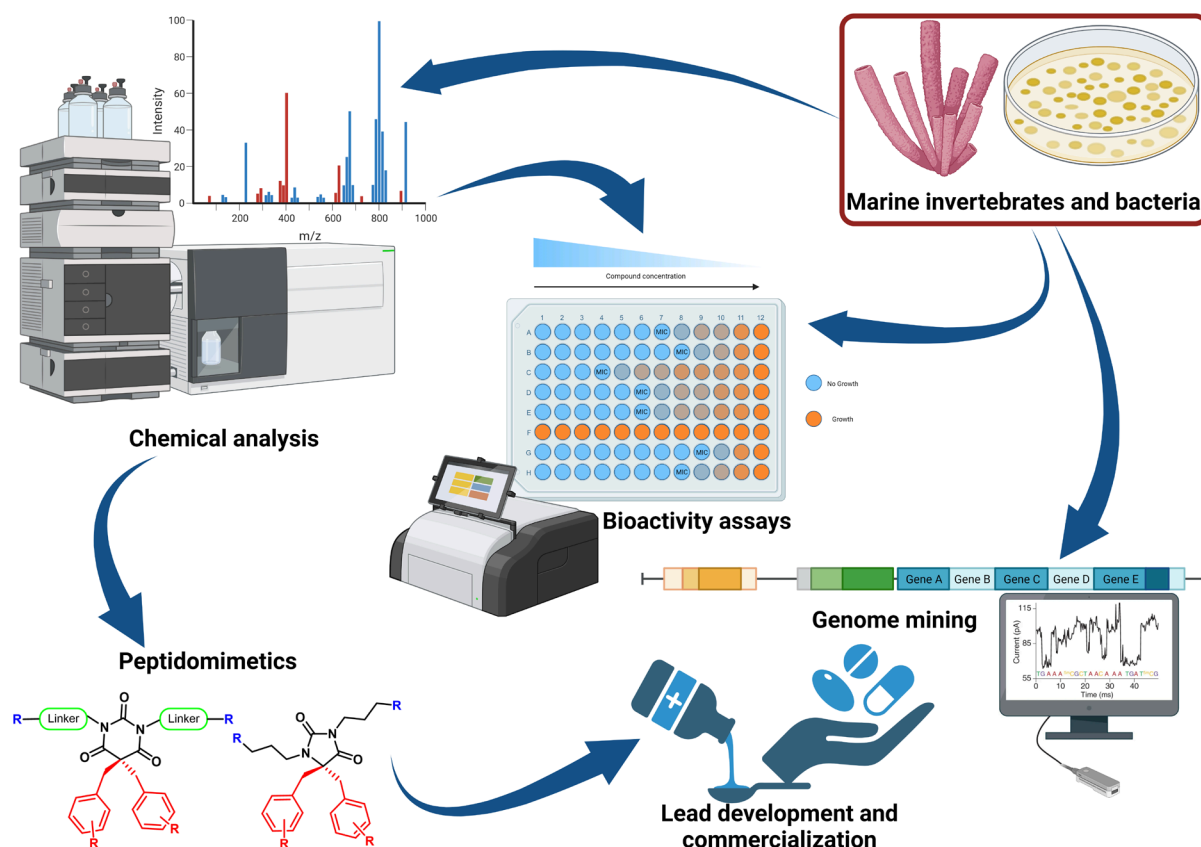 100
80
60
40
20
0
Intensity
200 400 600 800 1000
m/z
Marine invertebrates and bacteria
Compound concentration
1 2 3 4 5 6 7 8 9 10 11 12
A MIC
B MIC
C MIC
D MIC
E MIC
F
G MIC
H MIC
No Growth
Growth
Chemical analysis
Bioactivity assays
Gene A Gene B Gene C Gene D Gene E
Genome mining
115
85
55
Current (pA)
0 10 20 30 40
Time (ms)
Peptidomimetics
R Linker N O N Linker R
O O
R R
R
O N
R N O
R R
Lead development and
commercialization